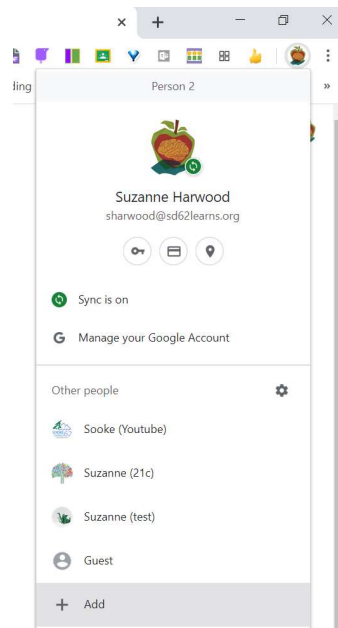 Person 2
ding
Suzanne Harwood
sharwood@sd62learns.org
Sync is on
G Manage your Google Account
Other people
Sooke (Youtube)
Suzanne (21c)
Suzanne (test)
Guest
+ Add